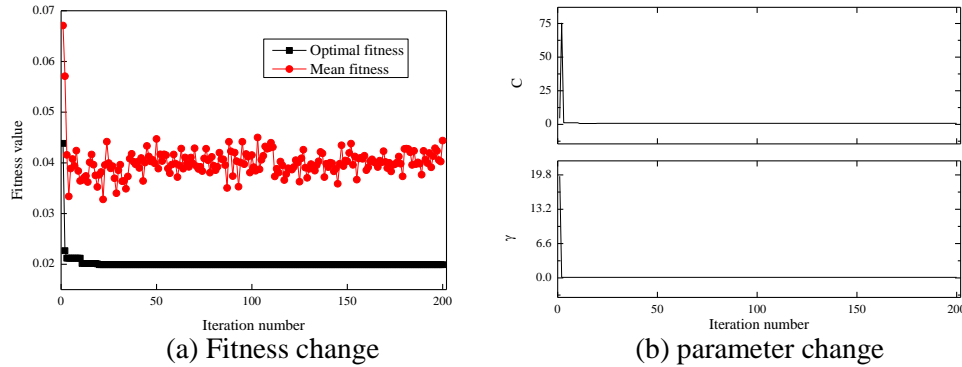 0.07
0.06
0.05
0.04
0.03
0.02
Fitness value
Optimal fitness
Mean fitness
0
50
100
150
200
Iteration number
(a) Fitness change
75
50
25
0
C
19.8
13.2
6.6
0.0
γ
0
50
100
150
200
Iteration number
(b) parameter change